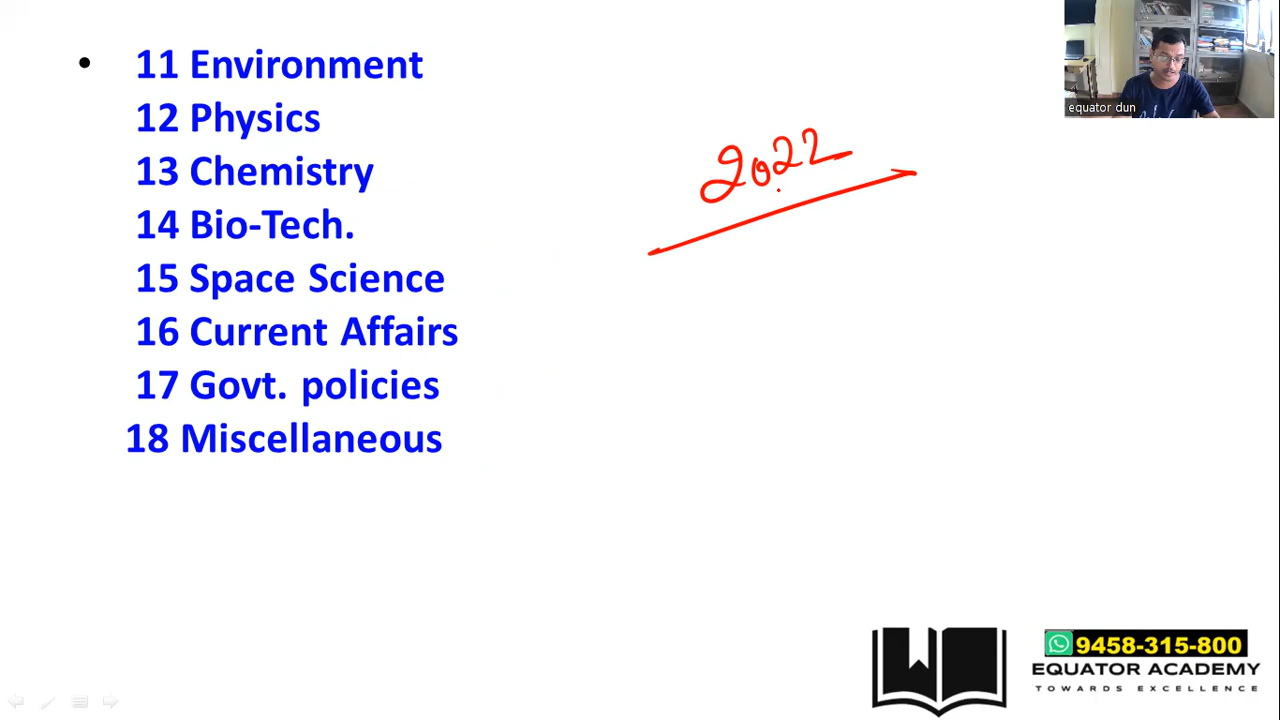 • 11 Environment
12 Physics
13 Chemistry
14 Bio-Tech.
15 Space Science
16 Current Affairs
17 Govt. policies
18 Miscellaneous
2022
equator dun
9458-315-800
EQUATOR ACADEMY
TOWARDS EXCELLENCE